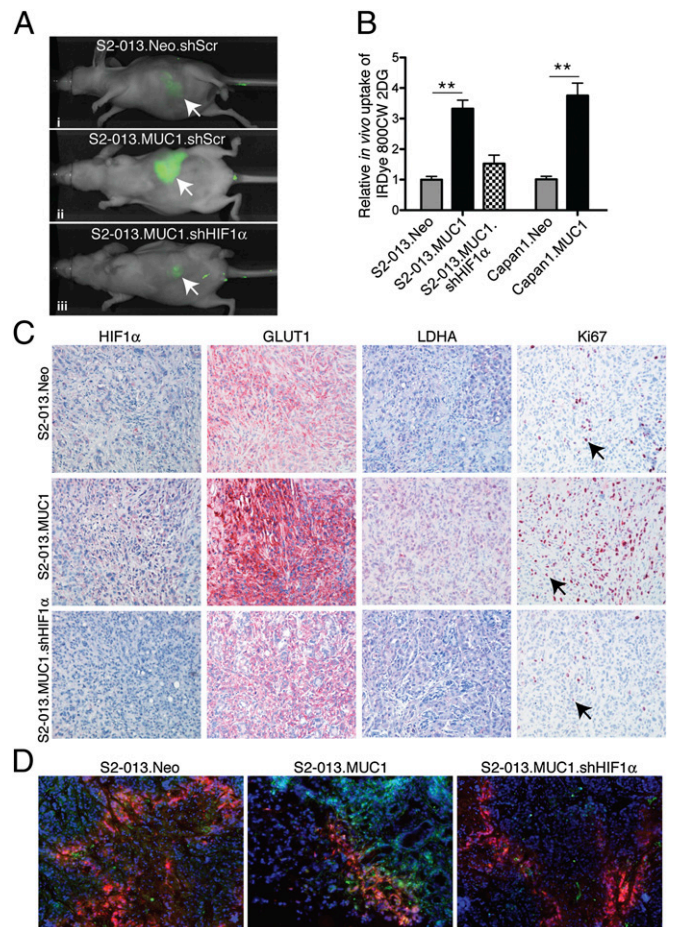 A
S2-013.Neo.shScr
i
S2-013.MUC1.shScr
ii
S2-013.MUC1.shHIF1α
iii
B
Relative in vivo uptake of
IRDye 800CW 2DG
5
4
3
2
1
0
**
**
S2-013.Neo
S2-013.MUC1
S2-013.MUC1.
shHIF1α
Capan1.Neo
Capan1.MUC1
C
HIF1α
GLUT1
LDHA
Ki67
S2-013.Neo
S2-013.MUC1
S2-013.MUC1.shHIF1α
D
S2-013.Neo
S2-013.MUC1
S2-013.MUC1.shHIF1α